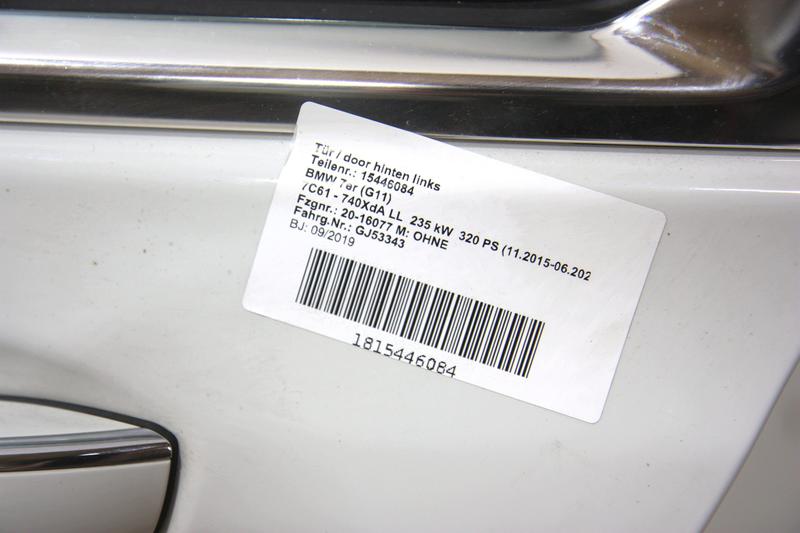 Tür / door hinten links
Teilenr.: 15446084
BMW 7er (G11)
7C61 - 740XdA LL 235 kW 320 PS (11.2015-06.202
Fzgnr.: 20-16077 M: OHNE
Fahrg.Nr.: GJ53343
BJ: 09/2019
1815446084